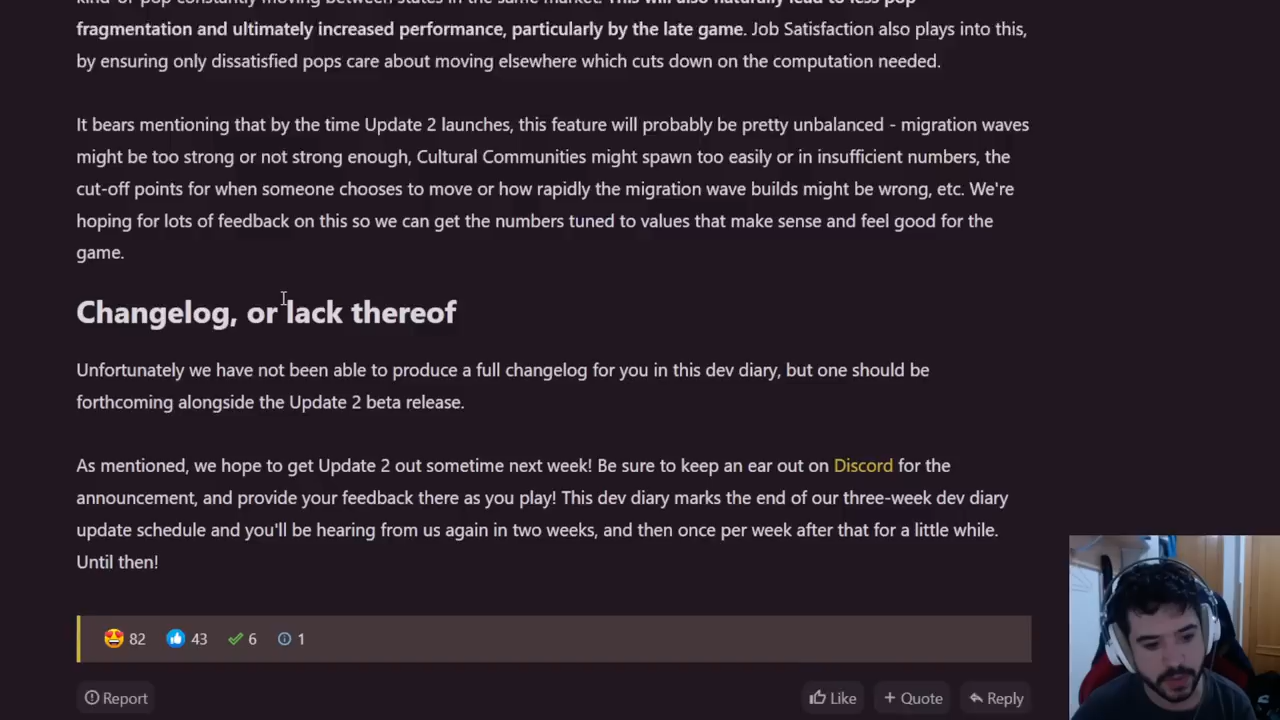 kind of pop constantly moving between states in the same market. This will also naturally lead to less pop
fragmentation and ultimately increased performance, particularly by the late game. Job Satisfaction also plays into this,
by ensuring only dissatisfied pops care about moving elsewhere which cuts down on the computation needed.
It bears mentioning that by the time Update 2 launches, this feature will probably be pretty unbalanced - migration waves
might be too strong or not strong enough, Cultural Communities might spawn too easily or in insufficient numbers, the
cut-off points for when someone chooses to move or how rapidly the migration wave builds might be wrong, etc. We're
hoping for lots of feedback on this so we can get the numbers tuned to values that make sense and feel good for the
game.
Changelog, or lack thereof
Unfortunately we have not been able to produce a full changelog for you in this dev diary, but one should be
forthcoming alongside the Update 2 beta release.
As mentioned, we hope to get Update 2 out sometime next week! Be sure to keep an ear out on Discord for the
announcement, and provide your feedback there as you play! This dev diary marks the end of our three-week dev diary
update schedule and you'll be hearing from us again in two weeks, and then once per week after that for a little while.
Until then!
82 43 6 1
Report Like + Quote Reply